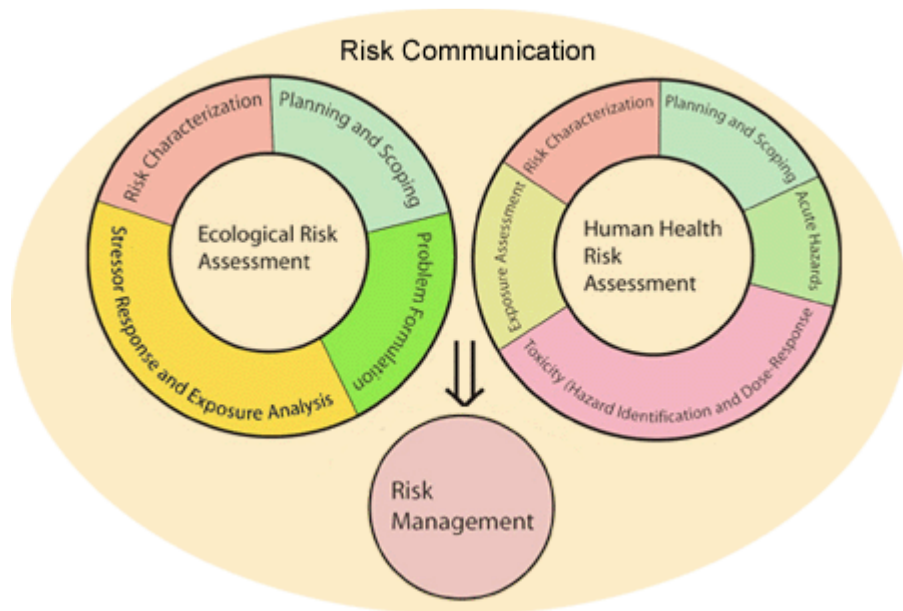 Risk Communication
Risk Characterization
Planning and Scoping
Problem Formulation
Stressor Response and Exposure Analysis
Ecological Risk
Assessment
Risk Characterization
Planning and Scoping
Acute Hazards
Toxicity (Hazard Identification and Dose-Response
Exposure Assessment
Human Health
Risk
Assessment
Risk
Management